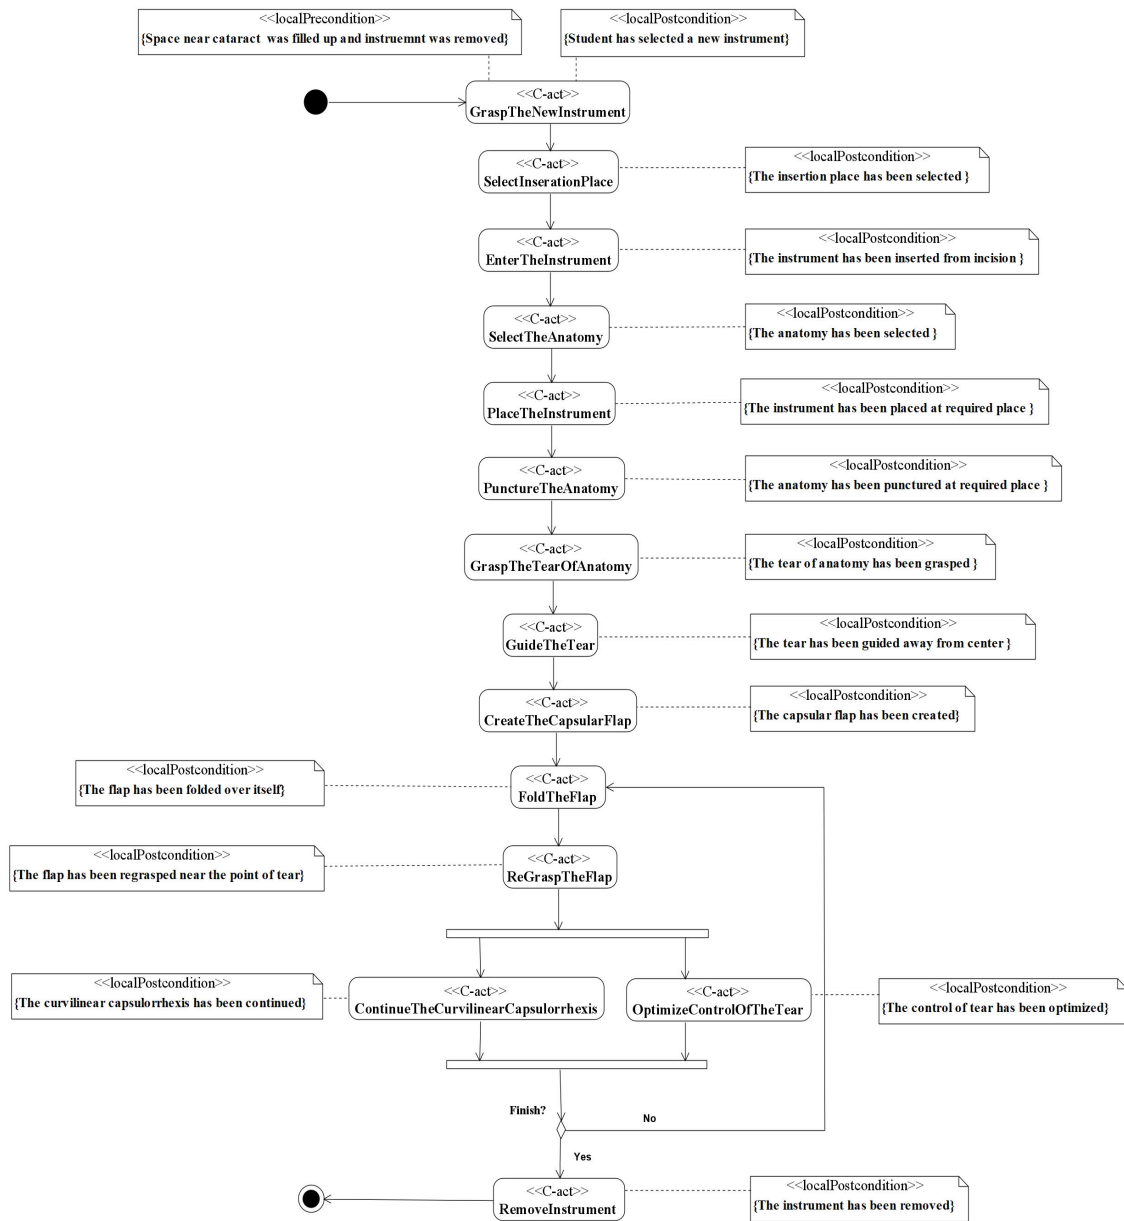 <<localPrecondition>>
{Space near cataract was filled up and instruemnt was removed}
<<localPostcondition>>
{Student has selected a new instrument}
<<C-act>>
GraspTheNewInstrument
<<C-act>>
SelectInserationPlace
<<localPostcondition>>
{The insertion place has been selected }
<<C-act>>
EnterTheInstrument
<<localPostcondition>>
{The instrument has been inserted from incision }
<<C-act>>
SelectTheAnatomy
<<localPostcondition>>
{The anatomy has been selected }
<<C-act>>
PlaceTheInstrument
<<localPostcondition>>
{The instrument has been placed at required place }
<<C-act>>
PunctureTheAnatomy
<<localPostcondition>>
{The anatomy has been punctured at required place }
<<C-act>>
GraspTheTearOfAnatomy
<<localPostcondition>>
{The tear of anatomy has been grasped }
<<C-act>>
GuideTheTear
<<localPostcondition>>
{The tear has been guided away from center }
<<C-act>>
CreateTheCapsularFlap
<<localPostcondition>>
{The capsular flap has been created}
<<localPostcondition>>
{The flap has been folded over itself}
<<C-act>>
FoldTheFlap
<<localPostcondition>>
{The flap has been regrasped near the point of tear}
<<C-act>>
ReGraspTheFlap
<<localPostcondition>>
{The curvilinear capsulorrhexis has been continued}
<<C-act>>
ContinueTheCurvilinearCapsulorrhexis
<<C-act>>
OptimizeControlOfTheTear
<<localPostcondition>>
{The control of tear has been optimized}
Finish?
No
Yes
<<C-act>>
RemoveInstrument
<<localPostcondition>>
{The instrument has been removed}